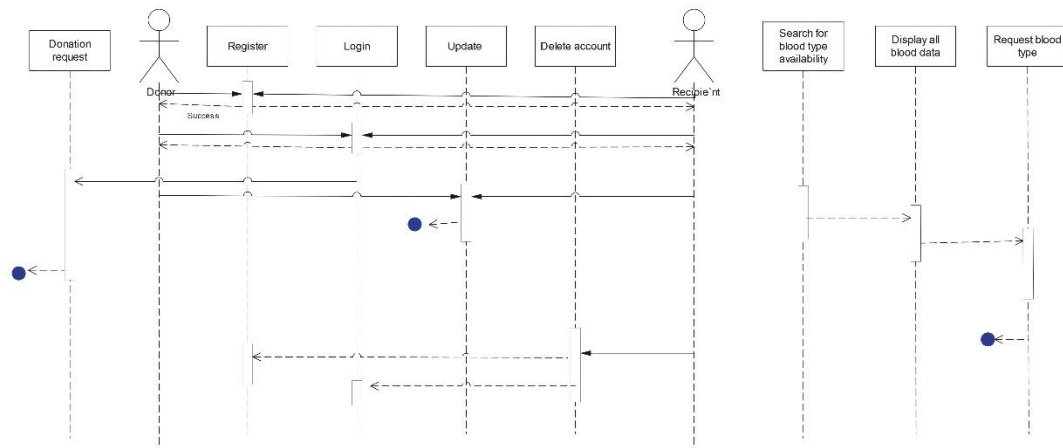 Donation
request
Register
Login
Update
Delete account
Search for
blood type
availability
Display all
blood data
Request blood
type
Donor
Recipie`nt
Success